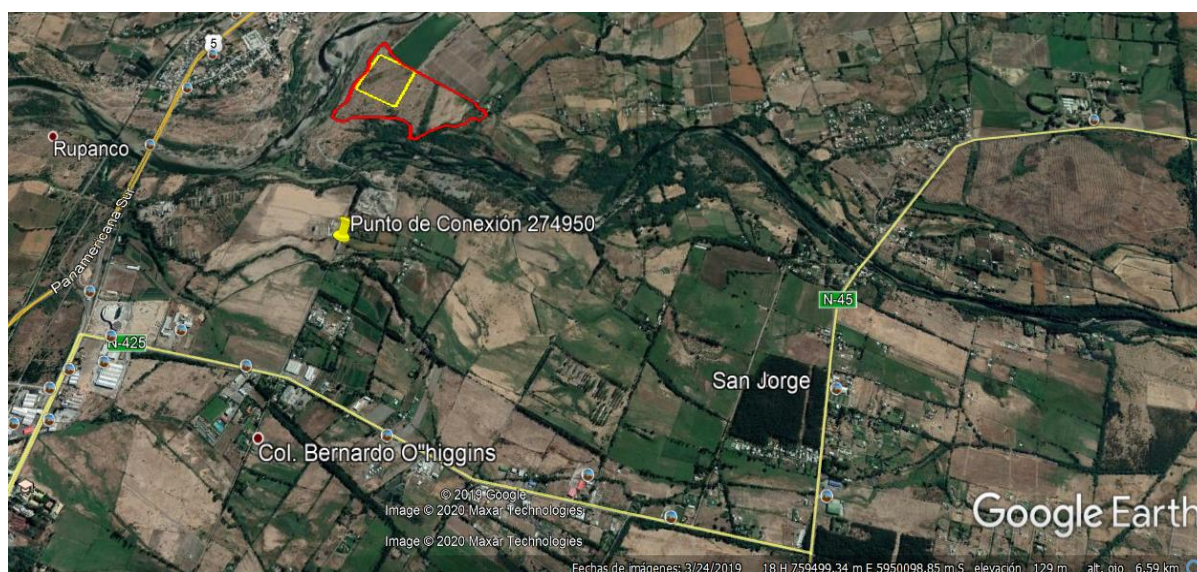 5
Rupanco
Panamericana Sur
Punto de Conexión 274950
N-45
N-425
San Jorge
Col. Bernardo O"higgins
© 2019 Google
Image © 2020 Maxar Technologies
Image © 2020 Maxar Technologies
Google Earth
Fechas de imágenes: 3/24/2019 18 H 759499.34 m E 5950098.85 m S elevación 129 m alt. ojo 6.59 km